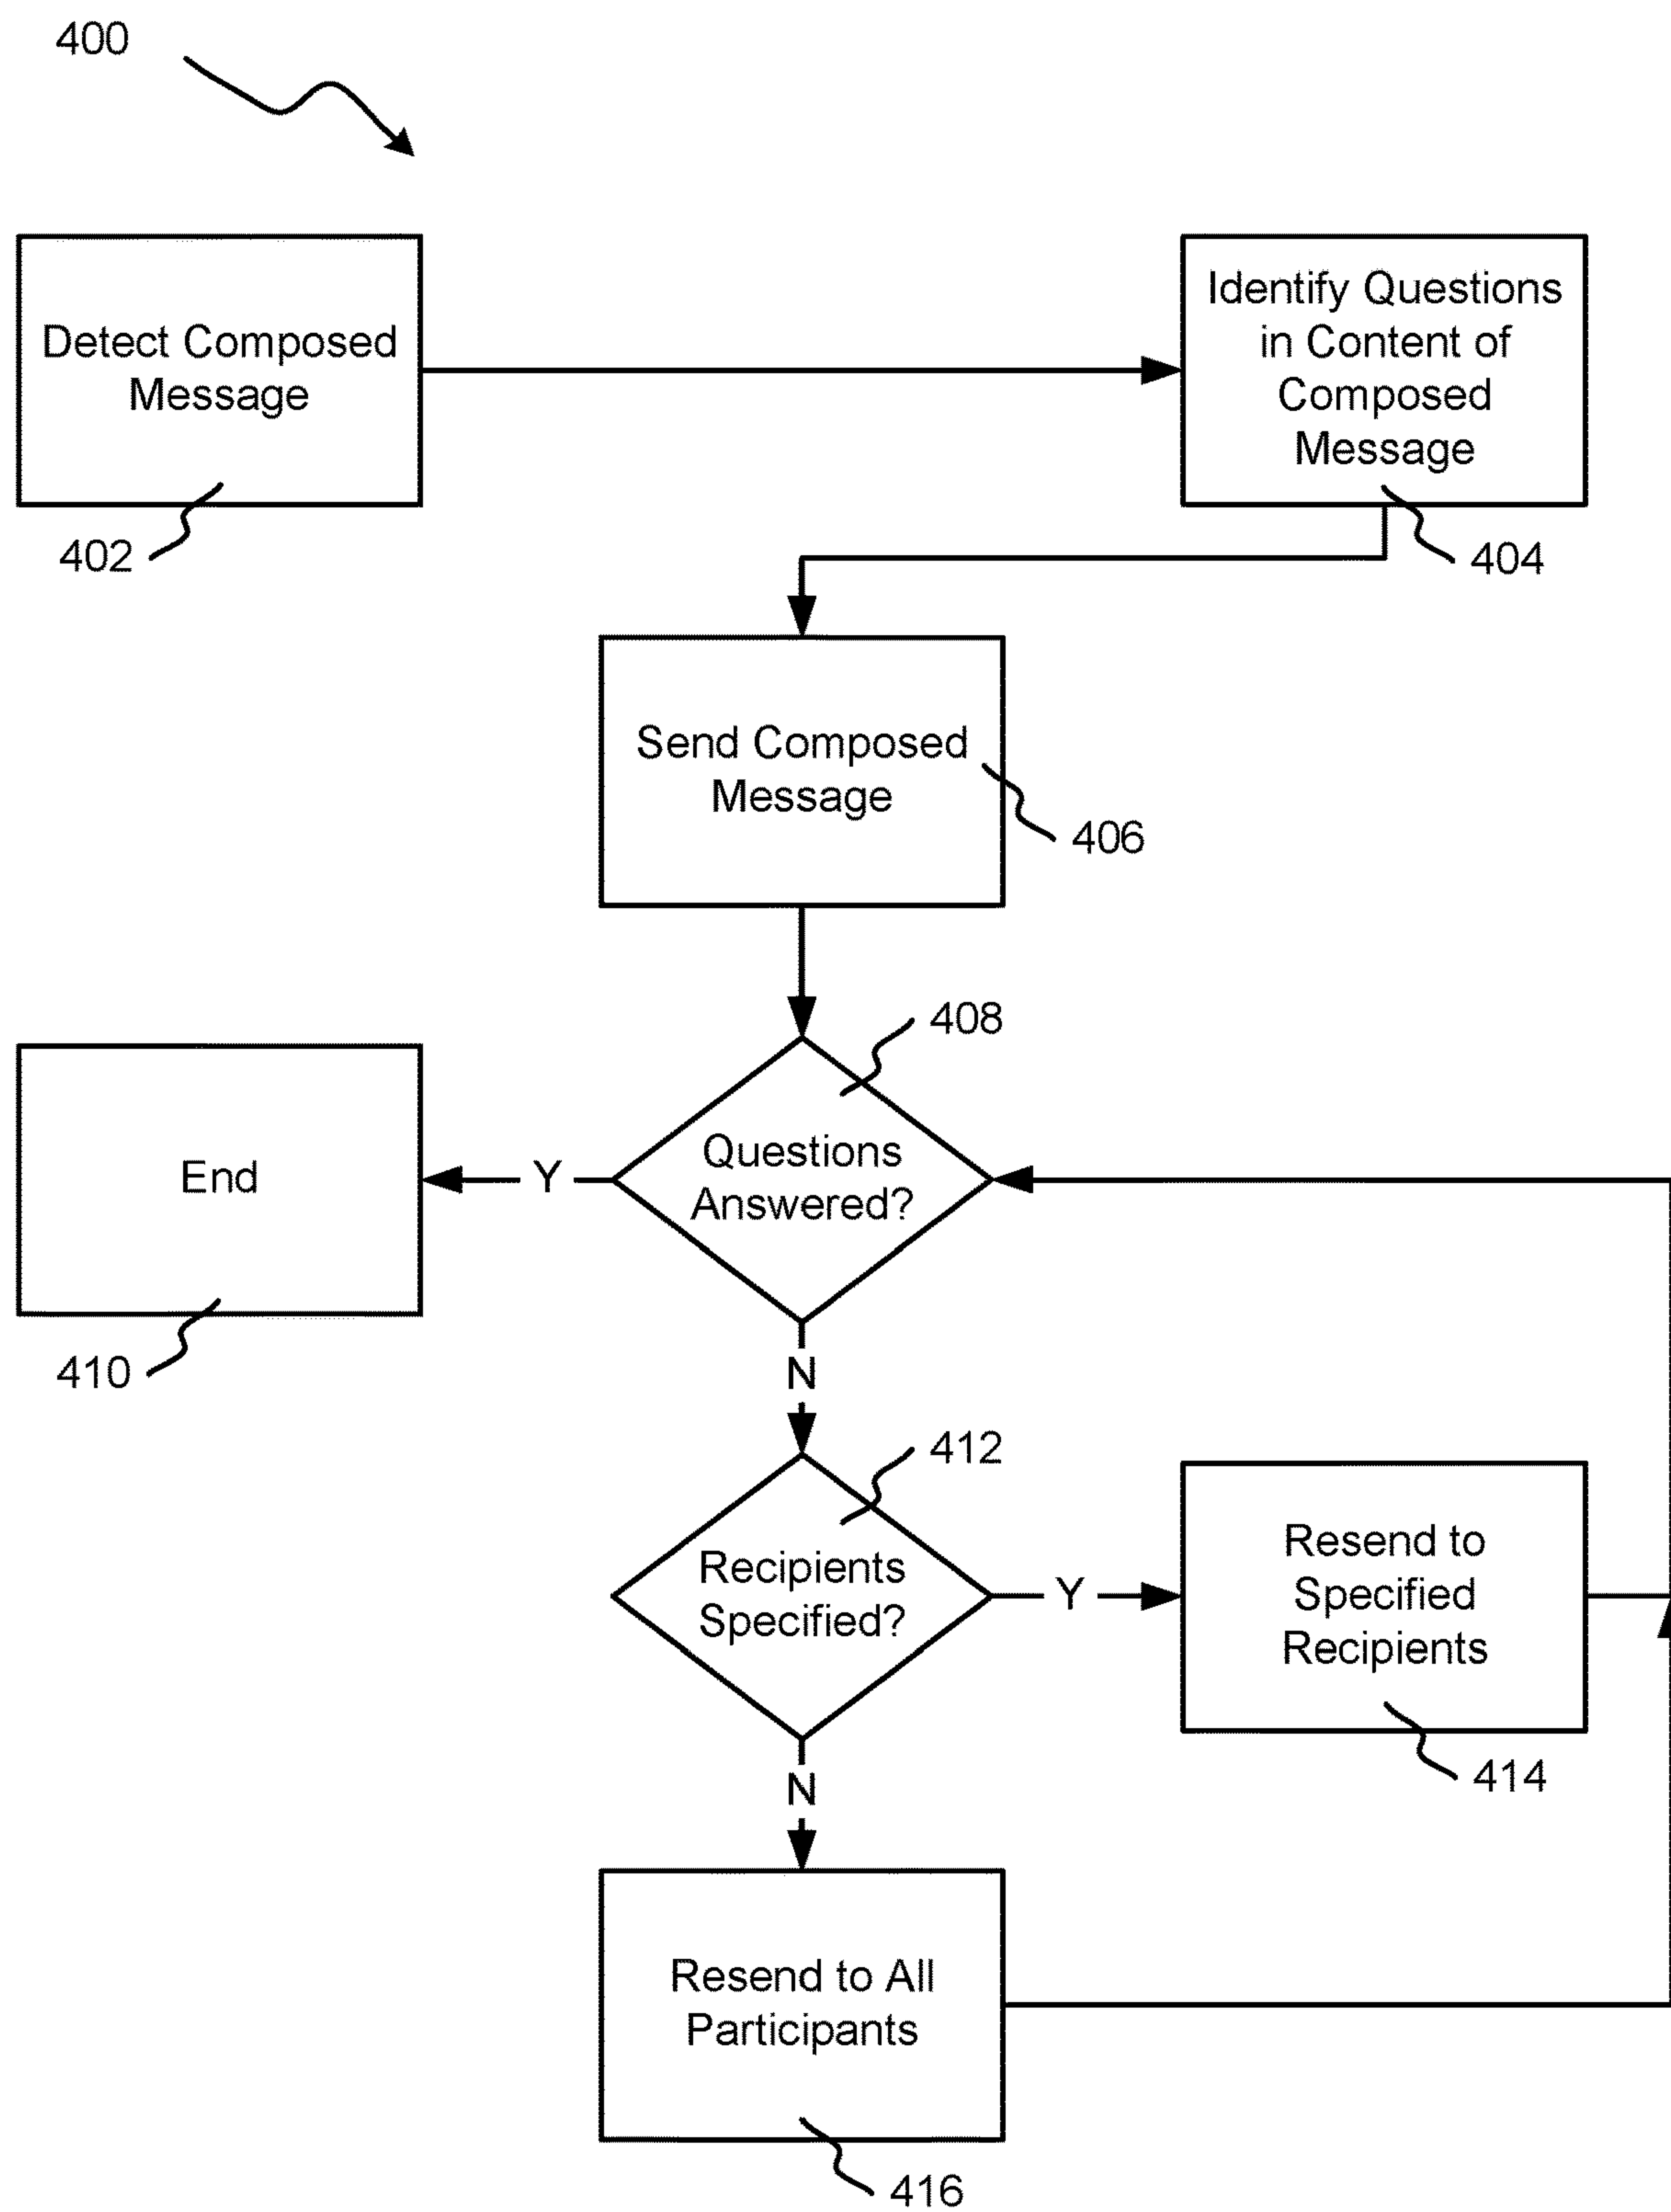 400
Detect Composed
Message
402
Identify Questions
in Content of
Composed
Message
404
Send Composed
Message
406
408
Questions
Answered?
Y
End
410
N
412
Recipients
Specified?
Y
Resend to
Specified
Recipients
414
N
Resend to All
Participants
416